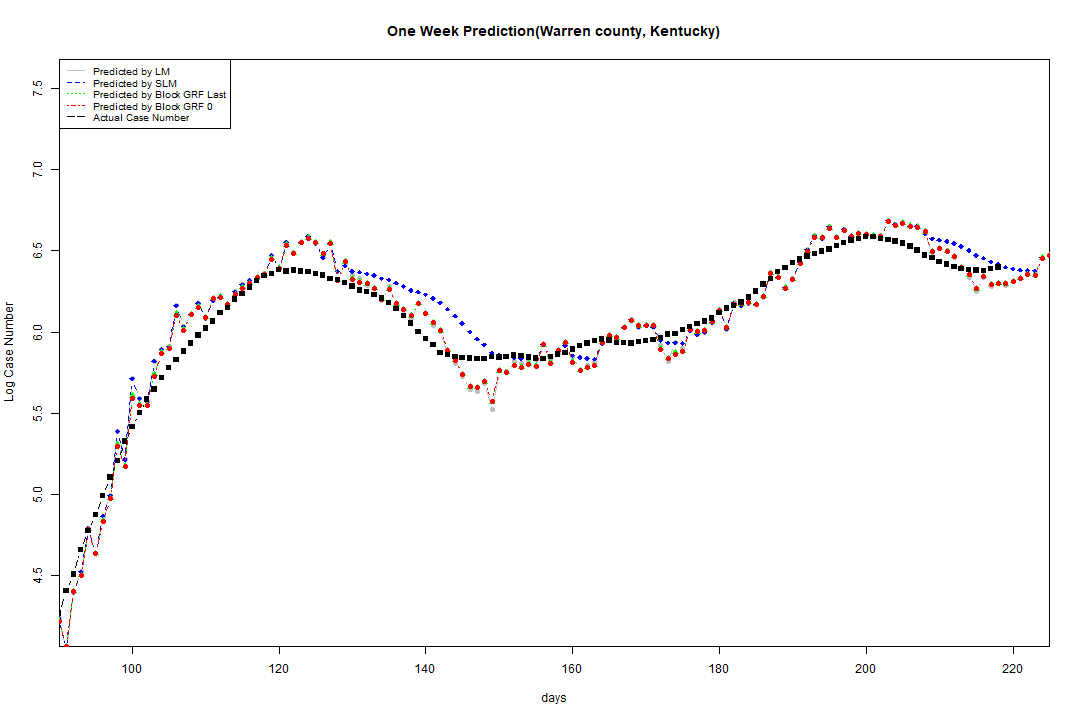 One Week Prediction(Warren county, Kentucky)
Predicted by LM
Predicted by SLM
Predicted by Block GRF Last
Predicted by Block GRF 0
Actual Case Number
7.5
7.0
6.5
6.0
5.5
5.0
4.5
Log Case Number
100 120 140 160 180 200 220
days